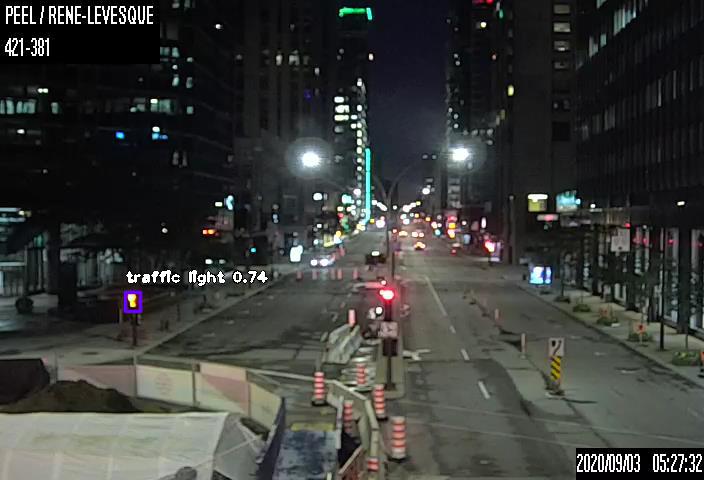 PEEL / RENE-LEVESQUE
421-381
traffic light 0.74
2020/09/03 05:27:32